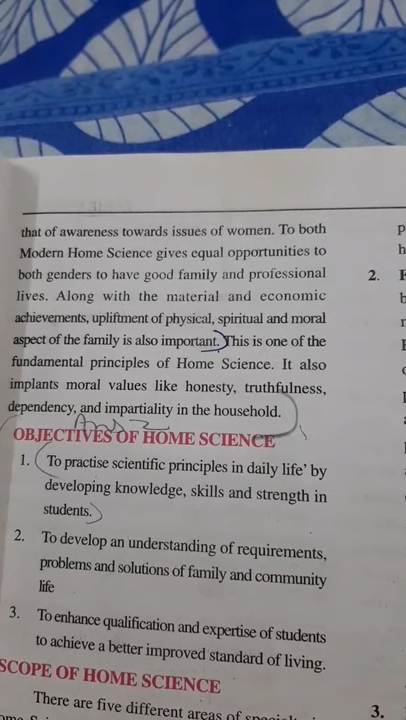 that of awareness towards issues of women. To both
Modern Home Science gives equal opportunities to
both genders to have good family and professional
lives. Along with the material and economic
achievements, upliftment of physical, spiritual and moral
aspect of the family is also important. This is one of the
fundamental principles of Home Science. It also
implants moral values like honesty, truthfulness,
dependency, and impartiality in the household.
Ans 2
OBJECTIVES OF HOME SCIENCE
1. To practise scientific principles in daily life' by
developing knowledge, skills and strength in
students.
2. To develop an understanding of requirements,
problems and solutions of family and community
life
3. To enhance qualification and expertise of students
to achieve a better improved standard of living.
SCOPE OF HOME SCIENCE
There are five different areas of
2.
3.